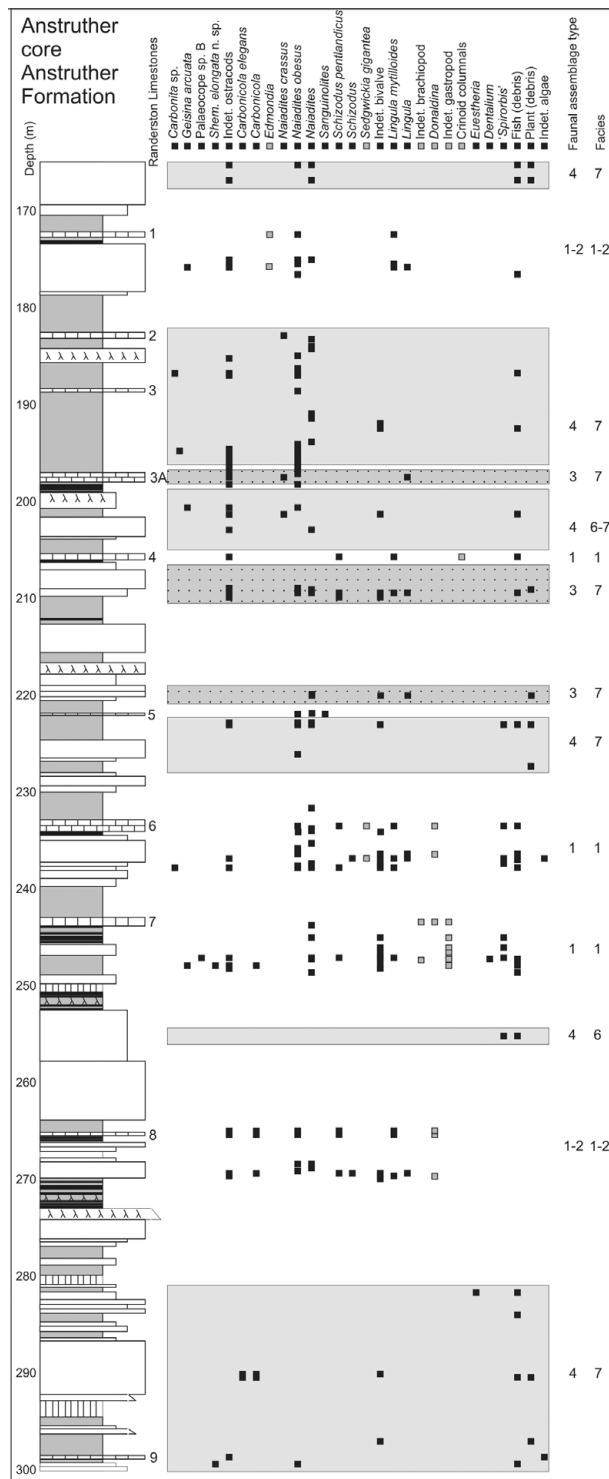 Anstruther
core
Anstruther
Formation
Depth (m)
Randerston Limestones
Carbonita sp.
Geisina arcuata
Palaeocope sp. B
Shem. elongata n. sp.
Indet. ostracods
Carbonicola elegans
Carbonicola
Edmondia
Naiadites crassus
Naiadites obesus
Naiadites
Sanguinolites
Schizodus pentlandicus
Schizodus
Sedgwickia gigantea
Indet. bivalve
Lingula mytilloides
Lingula
Indet. brachiopod
Donaldina
Indet. gastropod
Crinoid columnals
Euestheria
Dentalium
'Spirorbis'
Fish (debris)
Plant (debris)
Indet. algae
Faunal assemblage type
Facies
4 7
170
1
1-2 1-2
180
2
3
190
4 7
3A
3 7
200
4 6-7
4
1 1
3 7
210
220
3 7
5
4 7
230
6
1 1
240
7
1 1
250
4 6
260
8
1-2 1-2
270
280
290
4 7
9
300